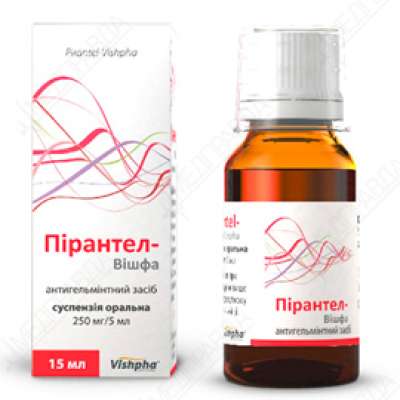 Pirantel-Vishpha
Пірантел-
Вішфа
антигельмінтний засіб
суспензія оральна
250 мг/5 мл
15 мл
Vishpha
Пірантел-
Вішфа
антигельмінтний засіб